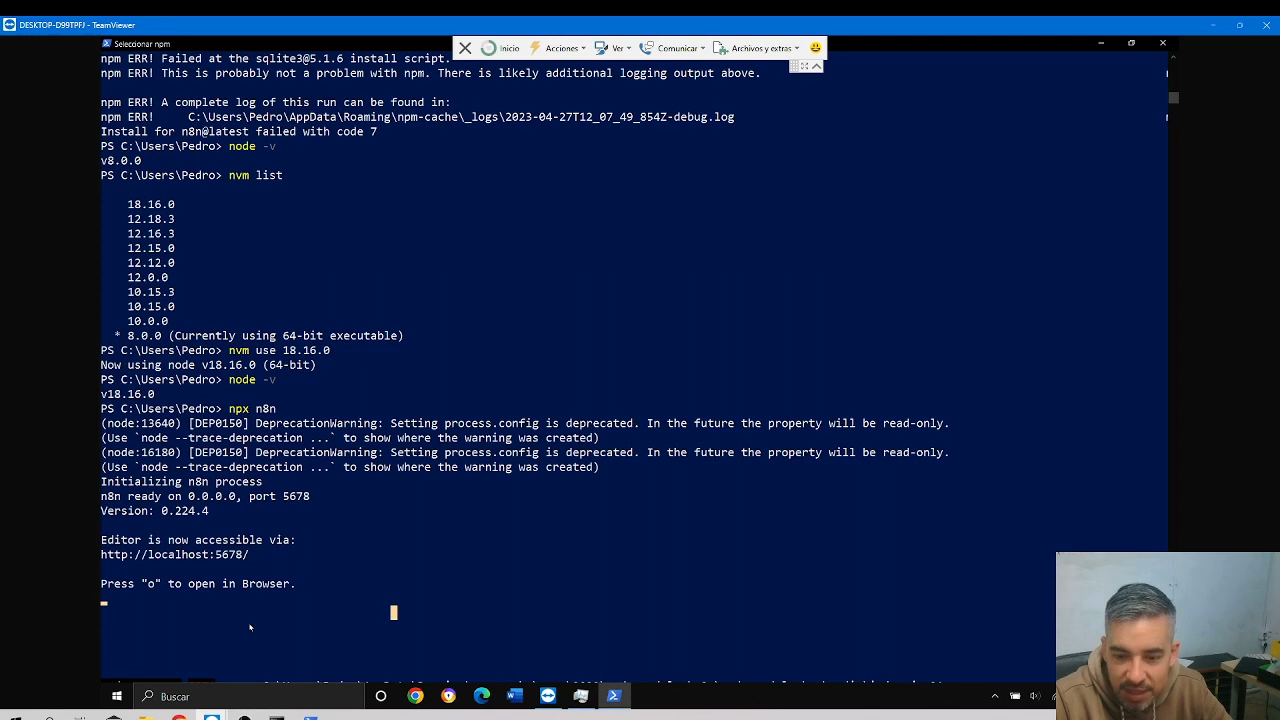 DESKTOP-D99TPFJ - TeamViewer
Seleccionar npm
Inicio
Acciones
Ver
Comunicar
Archivos y extras
npm ERR! Failed at the sqlite3@5.1.6 install script.
npm ERR! This is probably not a problem with npm. There is likely additional logging output above.
npm ERR! A complete log of this run can be found in:
npm ERR!     C:\Users\Pedro\AppData\Roaming\npm-cache\_logs\2023-04-27T12_07_49_854Z-debug.log
Install for n8n@latest failed with code 7
PS C:\Users\Pedro> node -v
v8.0.0
PS C:\Users\Pedro> nvm list
18.16.0
12.18.3
12.16.3
12.15.0
12.12.0
12.0.0
10.15.3
10.15.0
10.0.0
* 8.0.0 (Currently using 64-bit executable)
PS C:\Users\Pedro> nvm use 18.16.0
Now using node v18.16.0 (64-bit)
PS C:\Users\Pedro> node -v
v18.16.0
PS C:\Users\Pedro> npx n8n
(node:13640) [DEP0150] DeprecationWarning: Setting process.config is deprecated. In the future the property will be read-only.
(Use `node --trace-deprecation ...` to show where the warning was created)
(node:16180) [DEP0150] DeprecationWarning: Setting process.config is deprecated. In the future the property will be read-only.
(Use `node --trace-deprecation ...` to show where the warning was created)
Initializing n8n process
n8n ready on 0.0.0.0, port 5678
Version: 0.224.4
Editor is now accessible via:
http://localhost:5678/
Press "o" to open in Browser.
Buscar